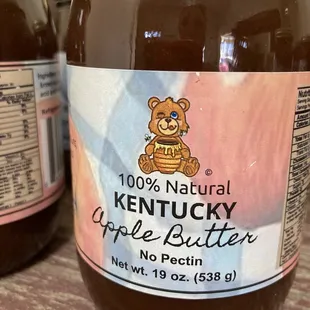 ©
100% Natural
KENTUCKY
Apple Butter
No Pectin
Net wt. 19 oz. (538 g)